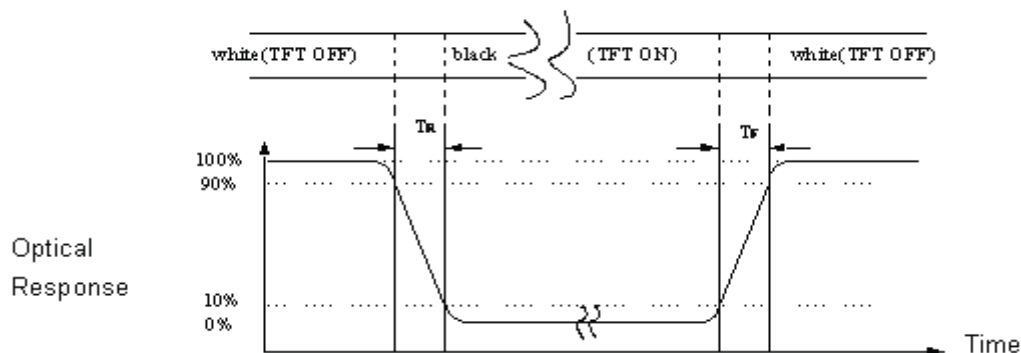 white(TFT OFF) black (TFT ON) white(TFT OFF)
TR TF
100%
90%
Optical
Response
10%
0%
Time